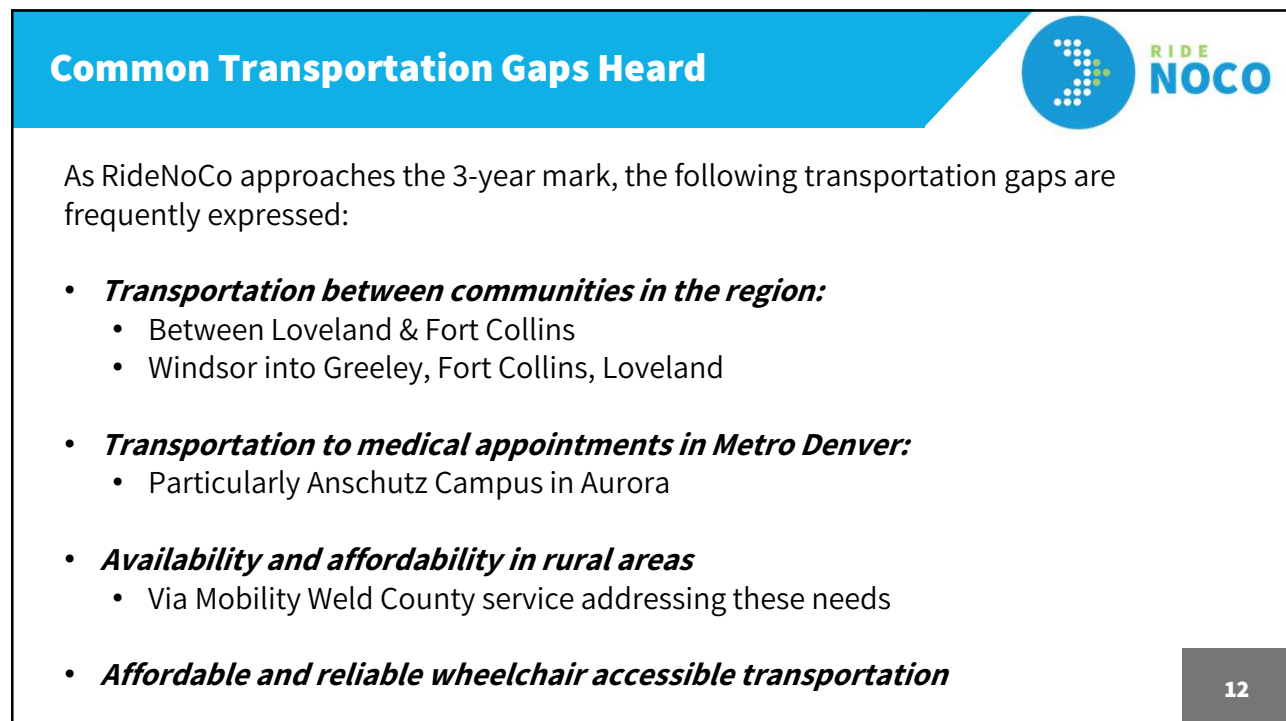 Common Transportation Gaps Heard
RIDE
NOCO
As RideNoCo approaches the 3-year mark, the following transportation gaps are
frequently expressed:
• Transportation between communities in the region:
• Between Loveland & Fort Collins
• Windsor into Greeley, Fort Collins, Loveland
• Transportation to medical appointments in Metro Denver:
• Particularly Anschutz Campus in Aurora
• Availability and affordability in rural areas
• Via Mobility Weld County service addressing these needs
• Affordable and reliable wheelchair accessible transportation
12